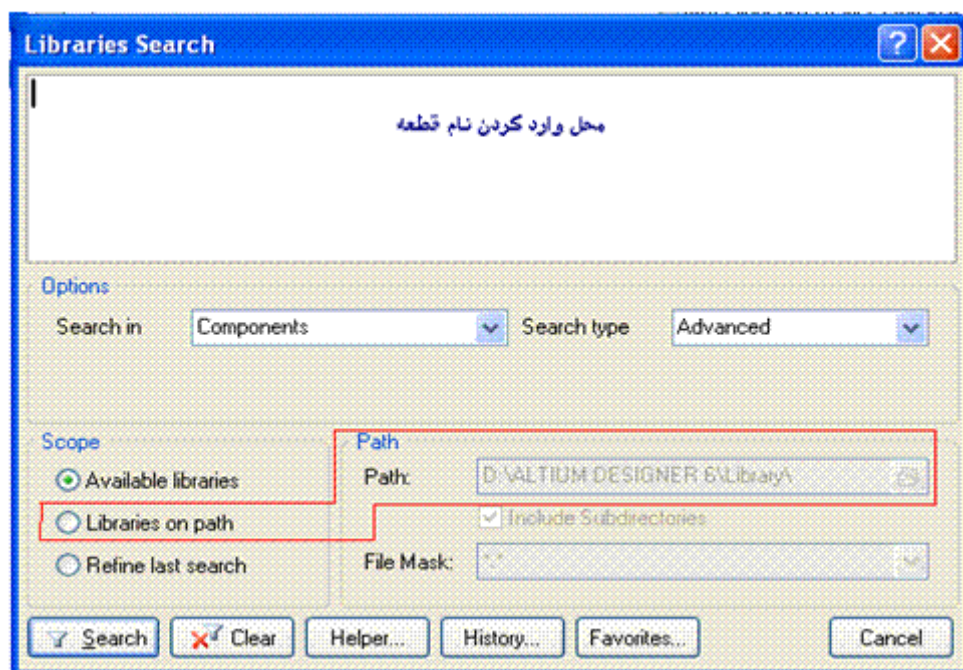 Libraries Search
محل وارد کردن نام قطعه
Options
Search in Components Search type Advanced
Scope
Path
Available libraries
Path: D:\ALTIUM DESIGNER 6\Library\
Libraries on path
Include Subdirectories
Refine last search
File Mask: *.*
Search Clear Helper... History... Favorites... Cancel